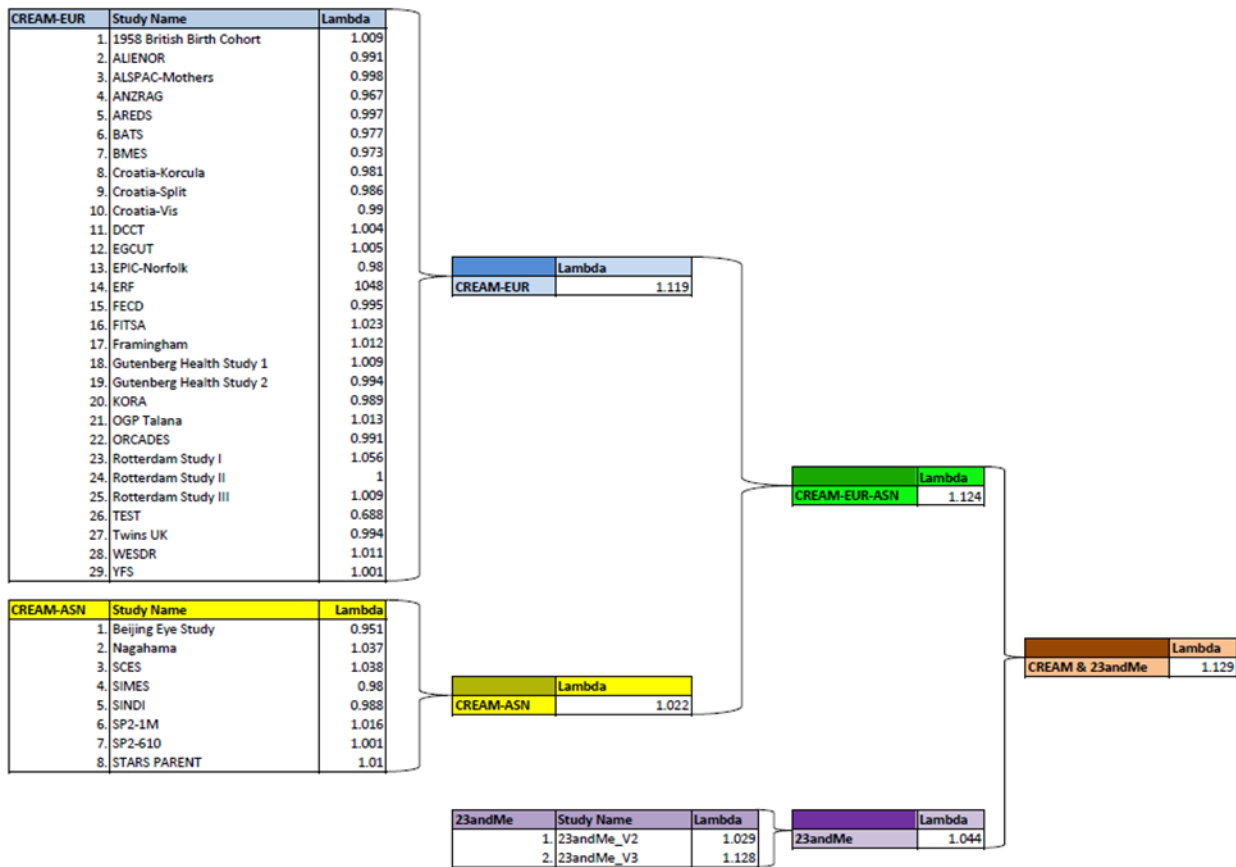 CREAM-EUR Study Name Lambda
1. 1958 British Birth Cohort 1.009
2. ALIENOR 0.991
3. ALSPAC-Mothers 0.998
4. ANZRAG 0.967
5. AREDS 0.997
6. BATS 0.977
7. BMES 0.973
8. Croatia-Korcula 0.981
9. Croatia-Split 0.986
10. Croatia-Vis 0.99
11. DCCT 1.004
12. EGCUT 1.005
13. EPIC-Norfolk 0.98
14. ERF 1048
15. FECD 0.995
16. FITSA 1.023
17. Framingham 1.012
18. Gutenberg Health Study 1 1.009
19. Gutenberg Health Study 2 0.994
20. KORA 0.989
21. OGP Talana 1.013
22. ORCADES 0.991
23. Rotterdam Study I 1.056
24. Rotterdam Study II 1
25. Rotterdam Study III 1.009
26. TEST 0.688
27. Twins UK 0.994
28. WESDR 1.011
29. YFS 1.001
CREAM-ASN Study Name Lambda
1. Beijing Eye Study 0.951
2. Nagahama 1.037
3. SCES 1.038
4. SIMES 0.98
5. SINDI 0.988
6. SP2-1M 1.016
7. SP2-610 1.001
8. STARS PARENT 1.01
Lambda
CREAM-EUR 1.119
Lambda
CREAM-ASN 1.022
23andMe Study Name Lambda
1. 23andMe_V2 1.029
2. 23andMe_V3 1.128
Lambda
CREAM-EUR-ASN 1.124
Lambda
23andMe 1.044
Lambda
CREAM & 23andMe 1.129